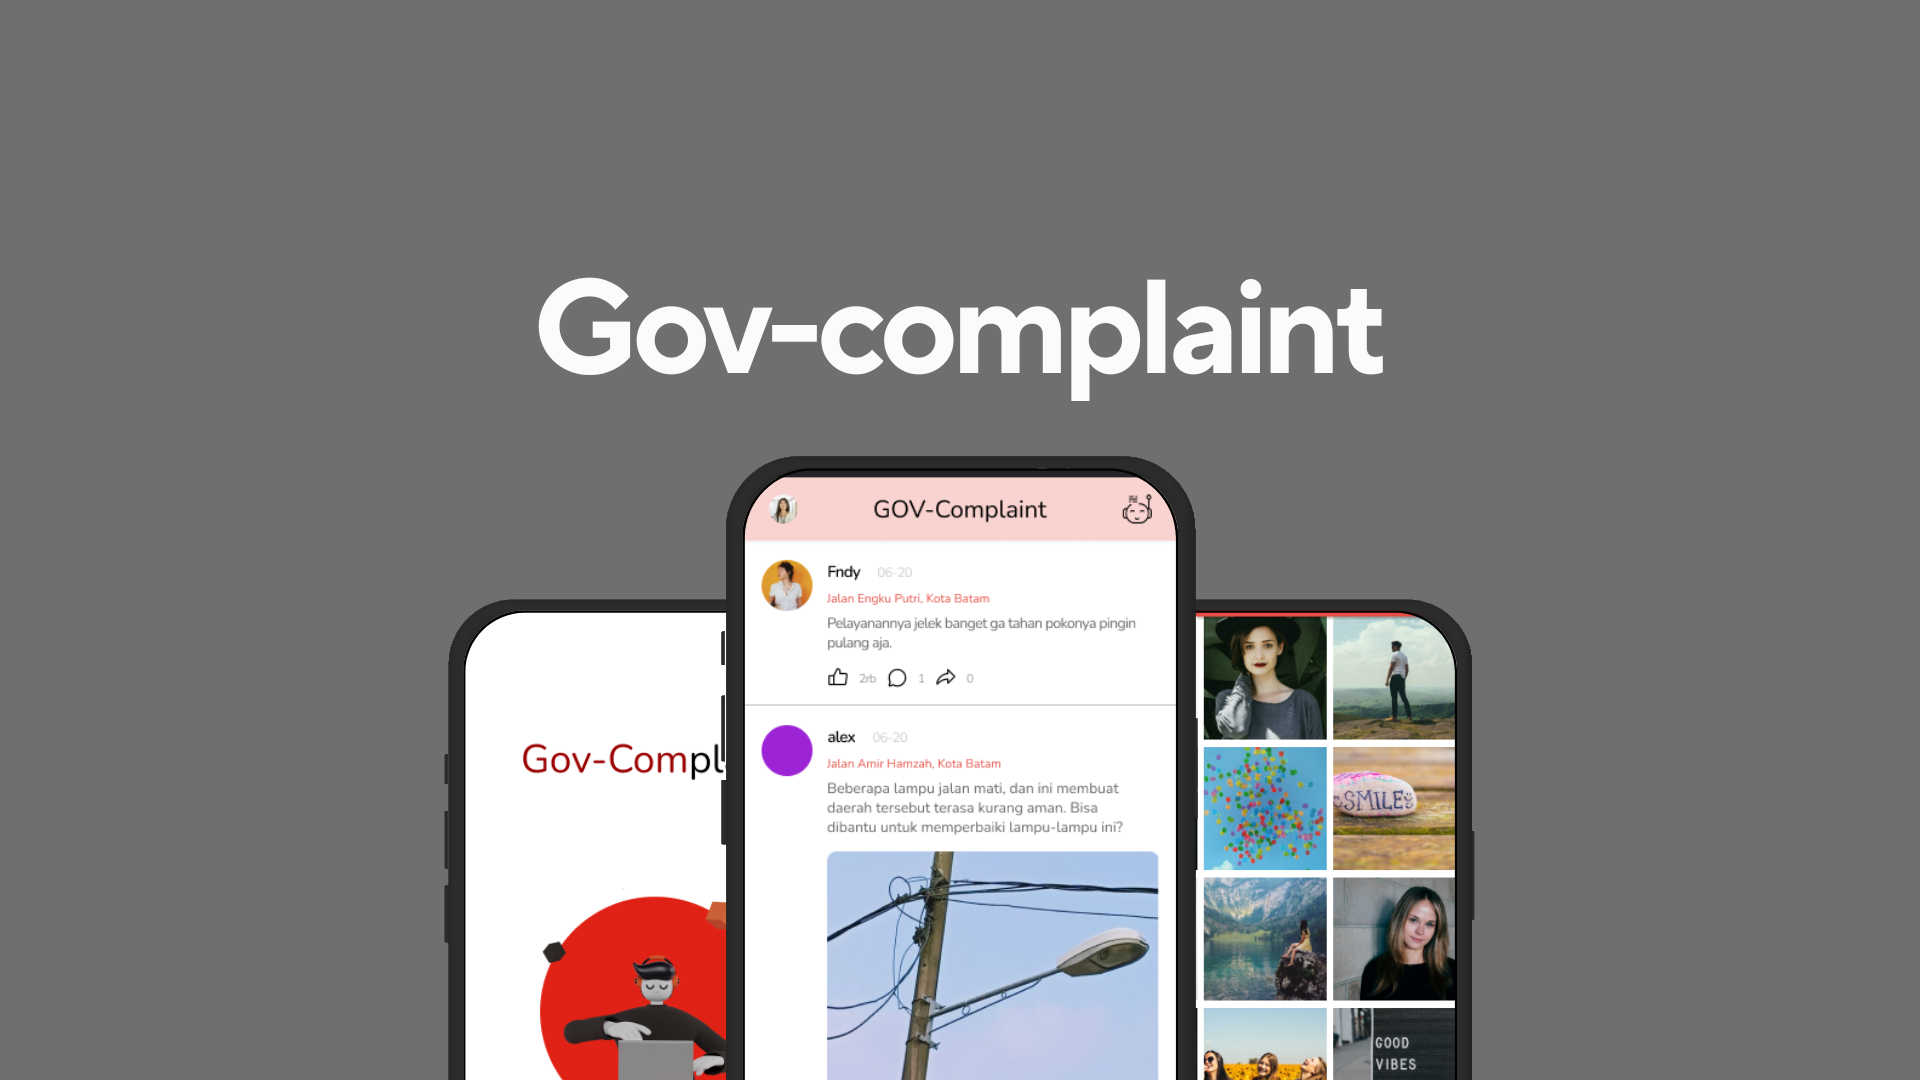 Gov-complaint
GOV-Complaint
Fndy 06-20
Jalan Engku Putri, Kota Batam
Pelayanannya jelek banget ga tahan pokonya pingin
pulang aja.
2rb 1 0
alex 06-20
Jalan Amir Hamzah, Kota Batam
Beberapa lampu jalan mati, dan ini membuat
daerah tersebut terasa kurang aman. Bisa
dibantu untuk memperbaiki lampu-lampu ini?
Gov-Compl
SMILE
GOOD
VIBES